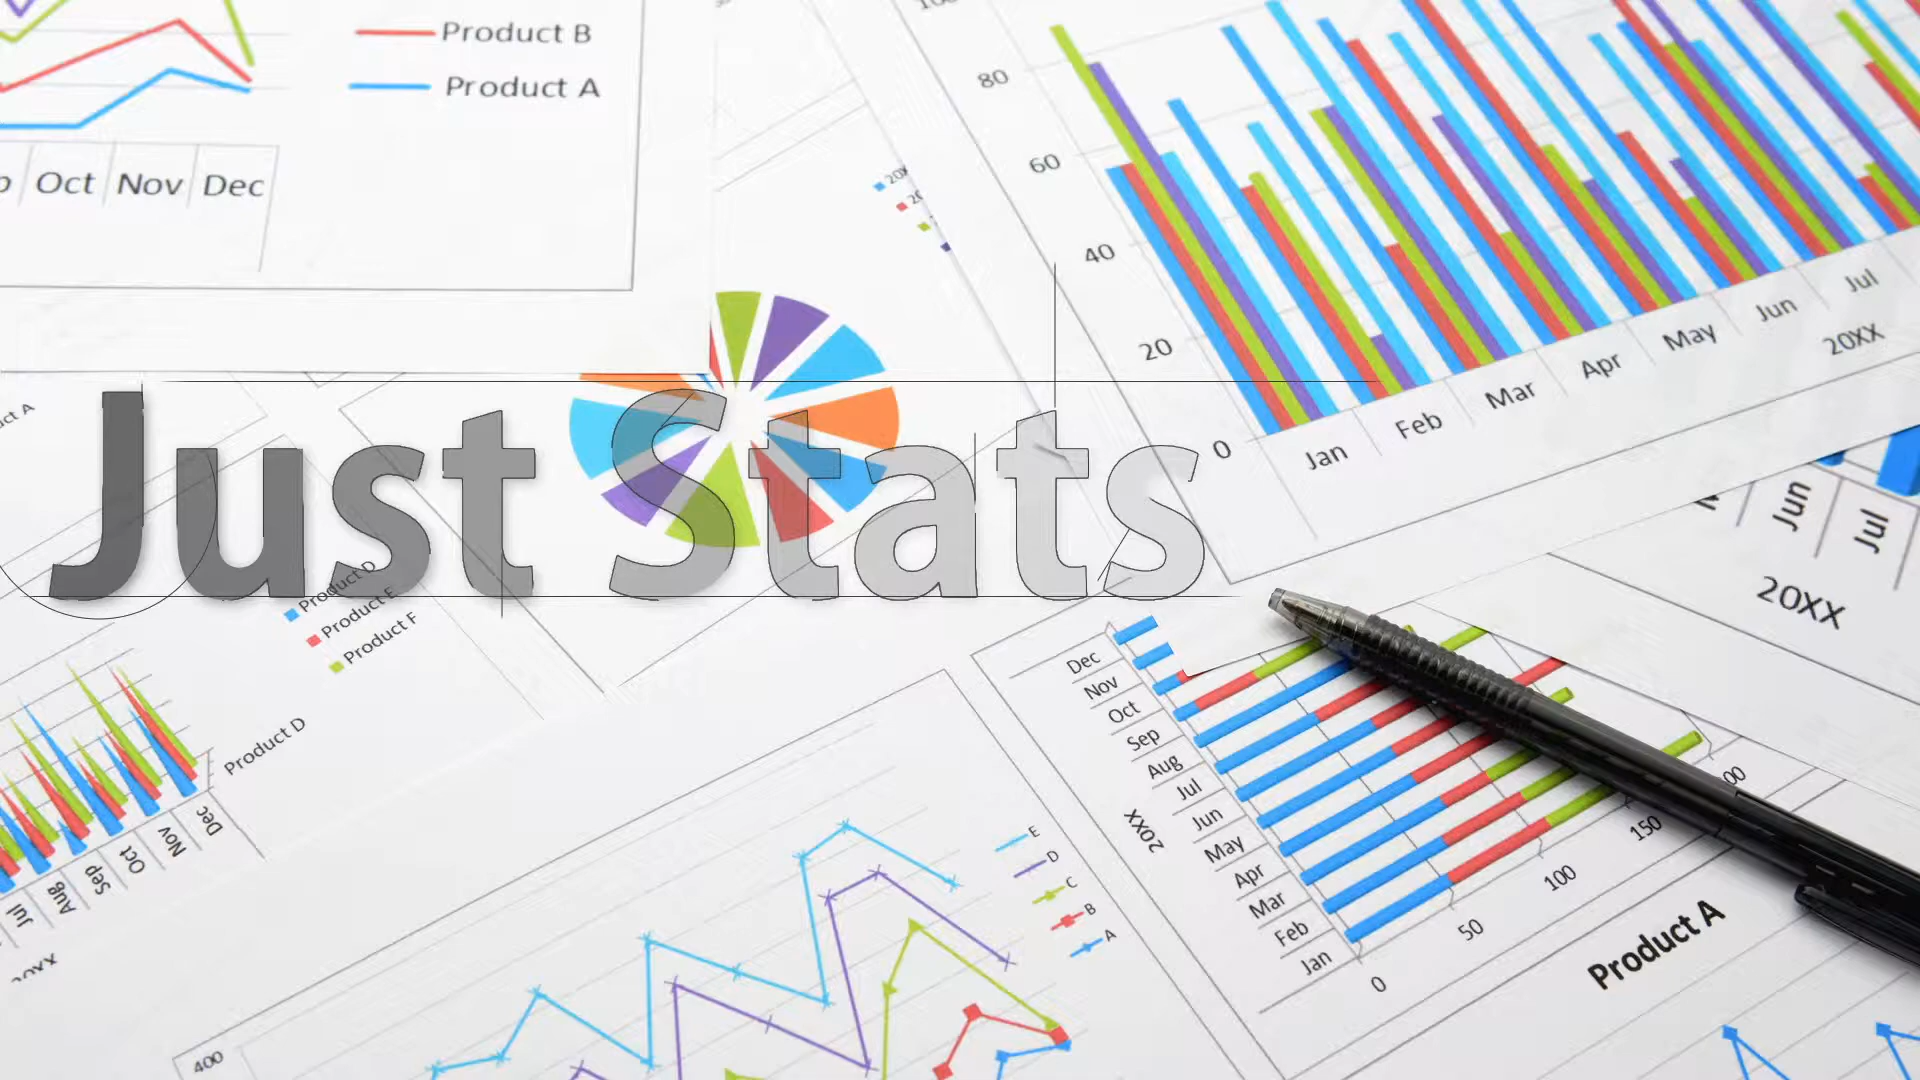 Product B
Product A
Oct Nov Dec
80
60
40
20
0
Jan Feb Mar Apr May Jun Jul
20XX
Just Stats
Product D
Product E
Product F
Product D
Jul Aug Sep Oct Nov Dec
Jun Jul
20XX
Dec
Nov
Oct
Sep
Aug
Jul
Jun
May
Apr
Mar
Feb
Jan
20XX
0 50 100 150
E
D
C
B
A
400
Product A